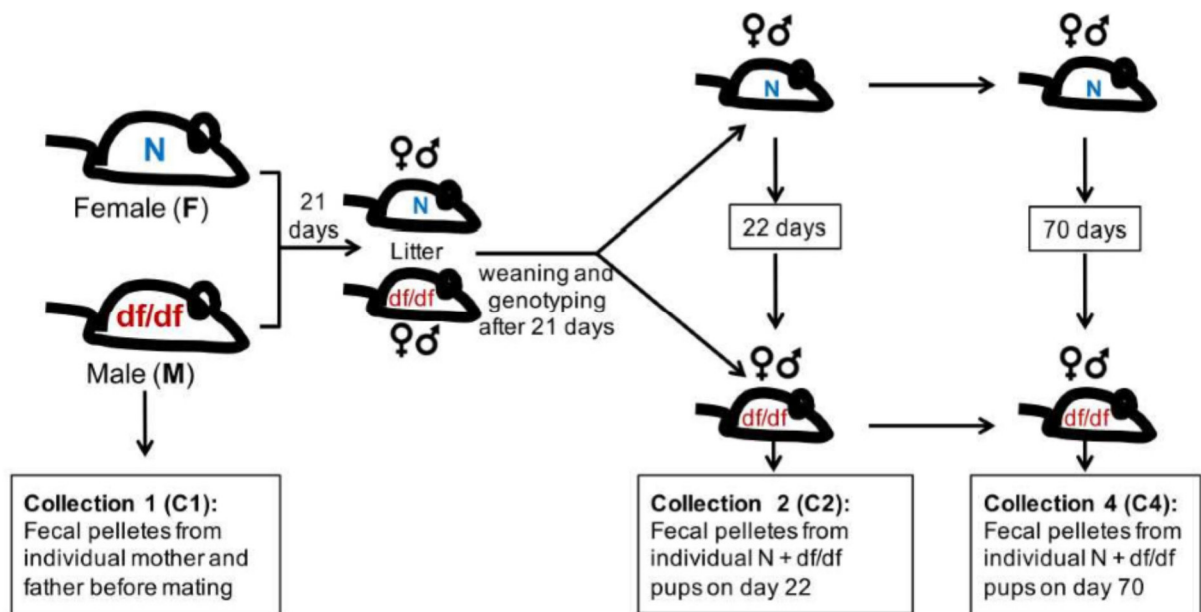 ♀♂
N
♀♂
N
N
Female (F)
21
days
♀♂
N
Litter
df/df
♀♂
weaning and
genotyping
after 21 days
22 days
70 days
df/df
Male (M)
♀♂
df/df
♀♂
df/df
Collection 1 (C1):
Fecal pelletes from
individual mother and
father before mating
Collection 2 (C2):
Fecal pelletes from
individual N + df/df
pups on day 22
Collection 4 (C4):
Fecal pelletes from
individual N + df/df
pups on day 70